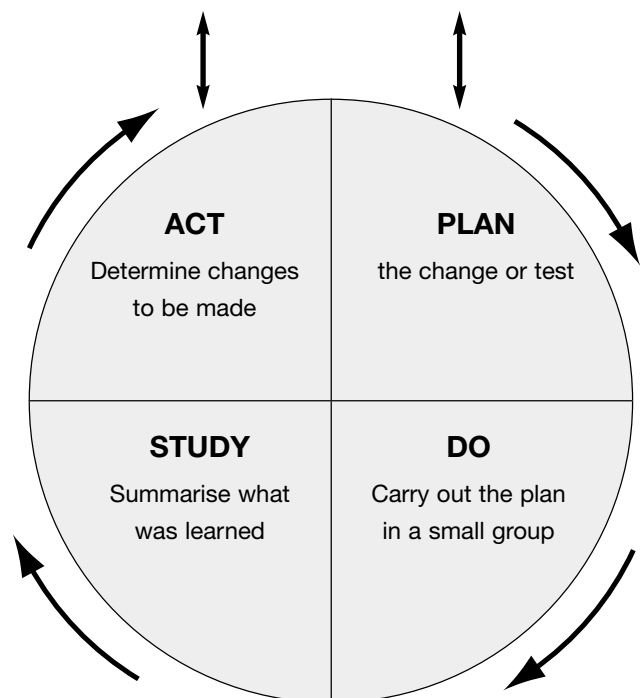 ACT
Determine changes
to be made
PLAN
the change or test
STUDY
Summarise what
was learned
DO
Carry out the plan
in a small group